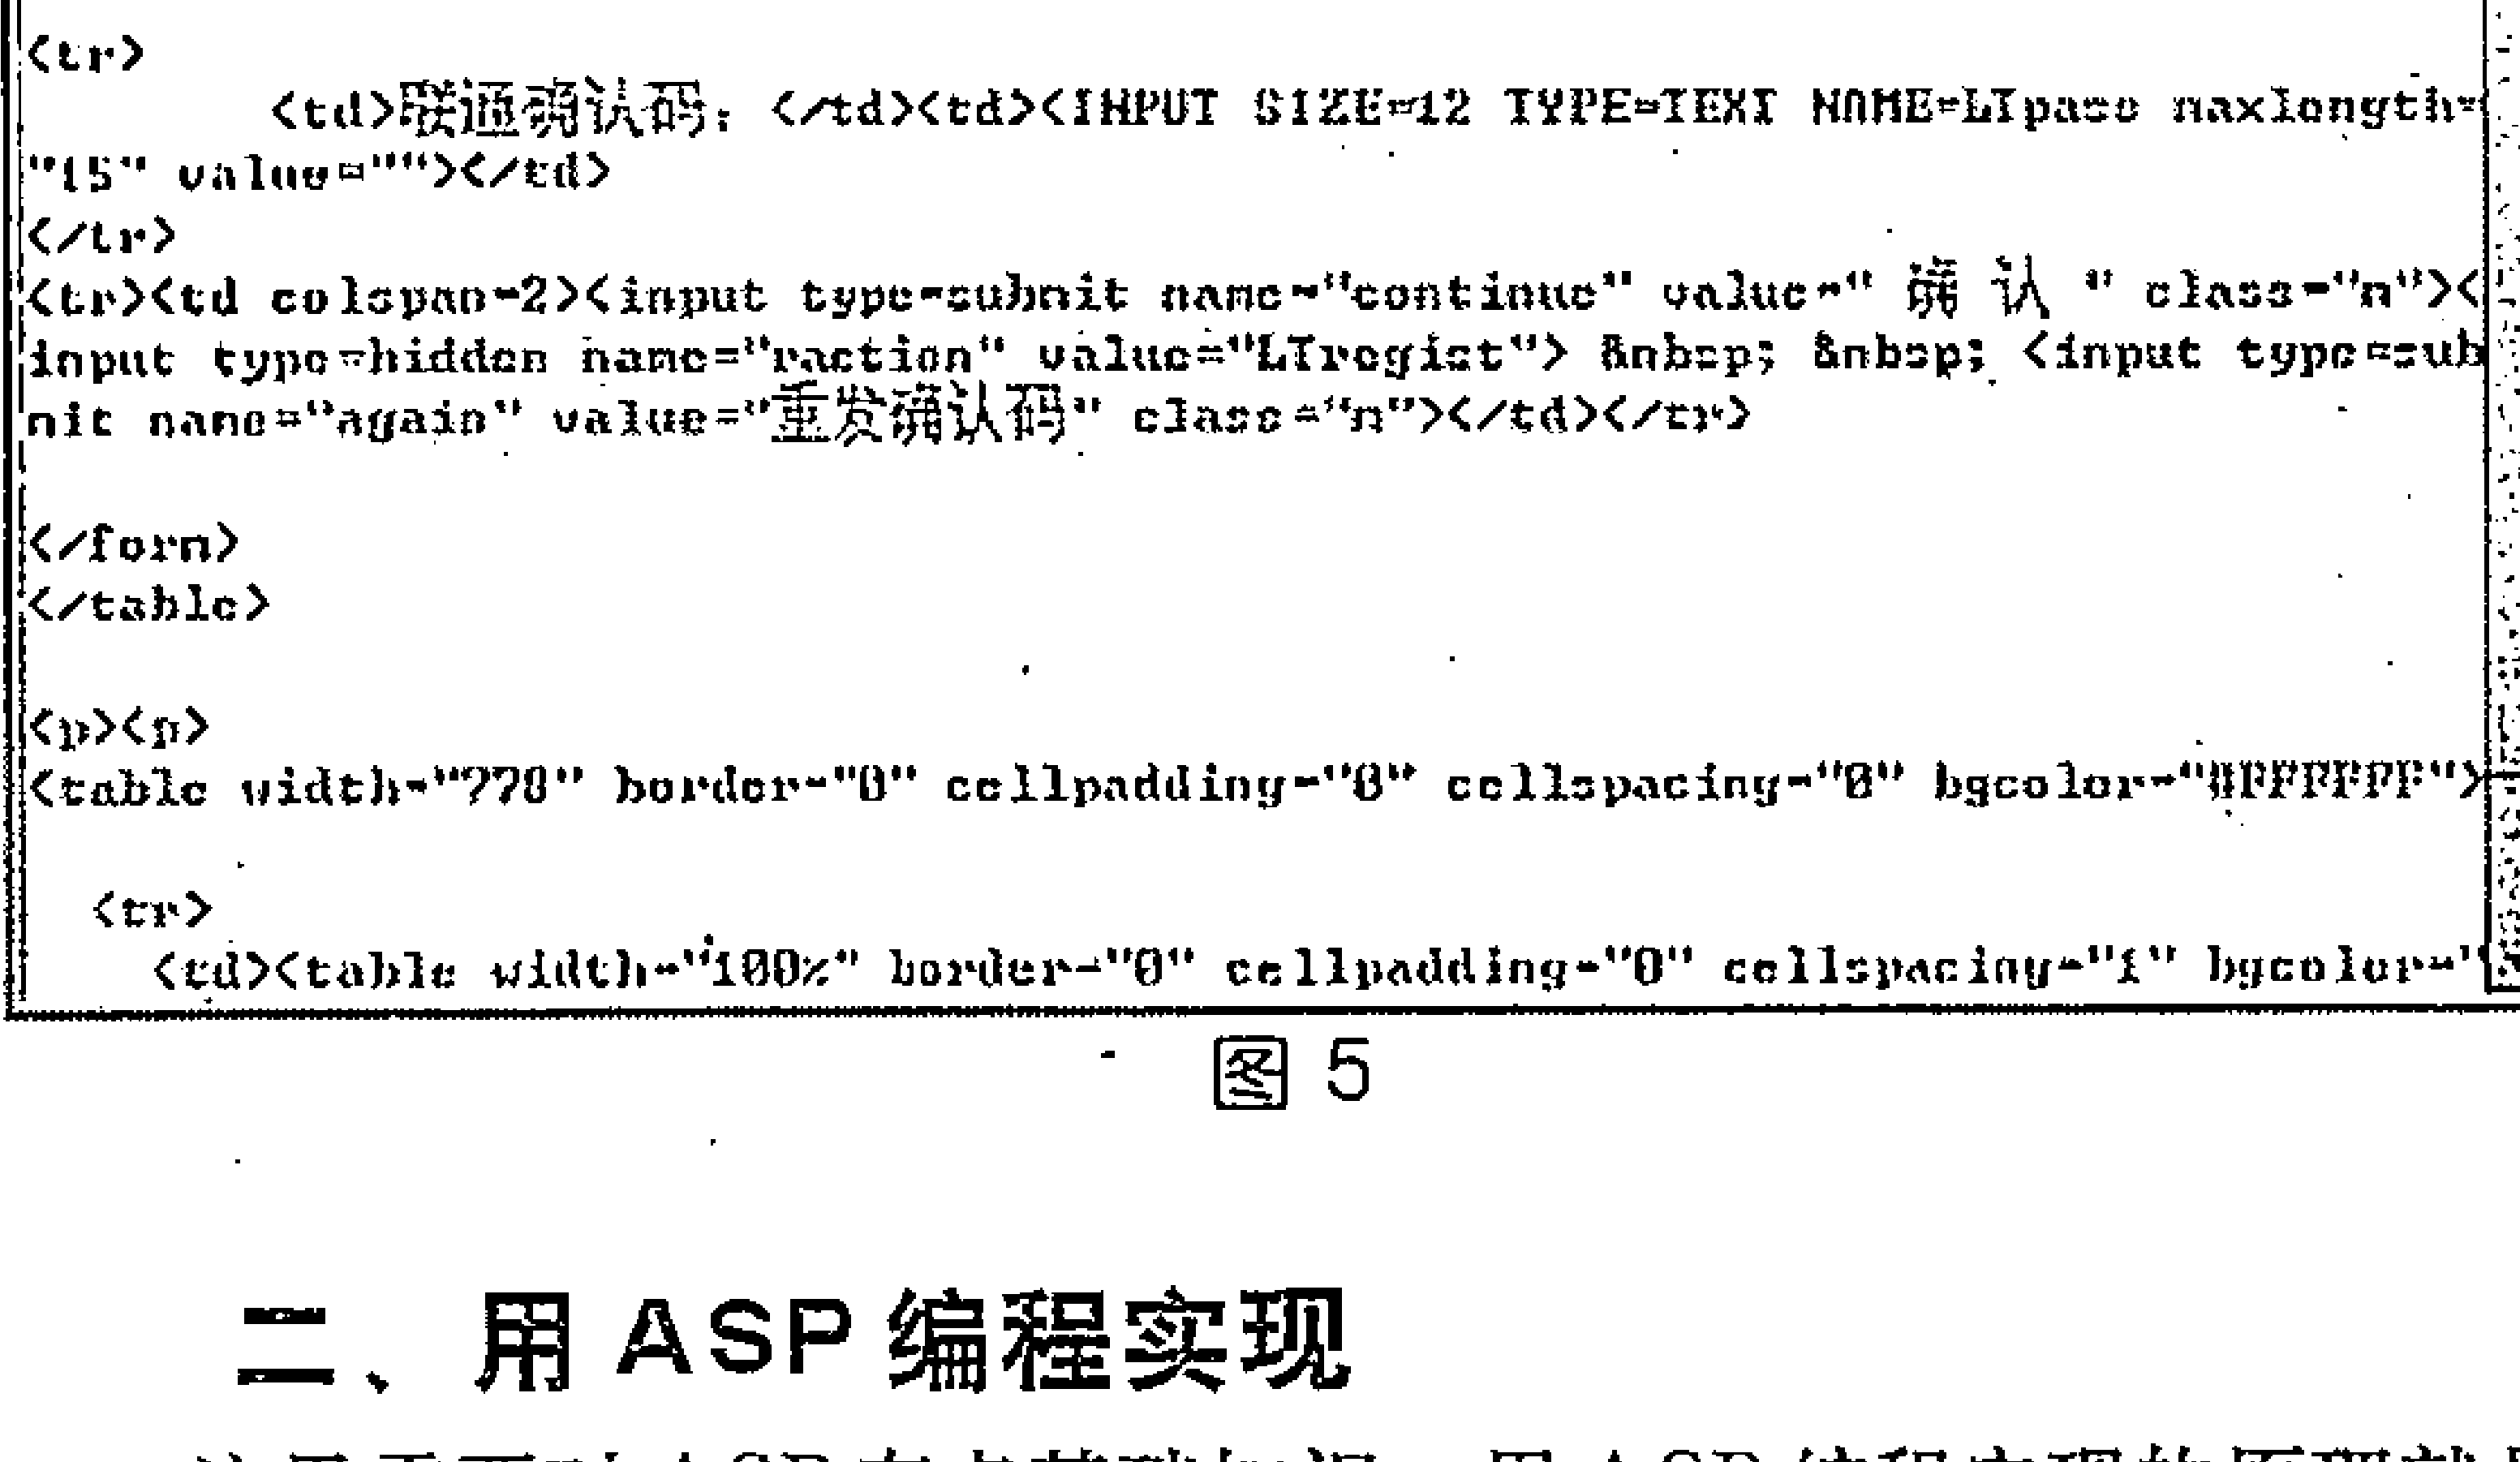 <tr>
<td>联通确认码：</td><td><INPUT SIZE=12 TYPE=TEXT NAME=LTpass maxlength=
"15" value=""></td>
</tr>
<tr><td colspan=2><input type=submit name="continue" value=" 确 认 " class="m"><
input type=hidden name="raction" value="LTregist"> &nbsp; &nbsp; <input type=sub
mit name="again" value="重发确认码" class="m"></td></tr>
</form>
</table>
<p><p>
<table width="770" border="0" cellpadding="0" cellspacing="0" bgcolor="#FFFFFF">
<tr>
<td><table width="100%" border="0" cellpadding="0" cellspacing="1" bgcolor="
图 5
二、用 ASP 编程实现